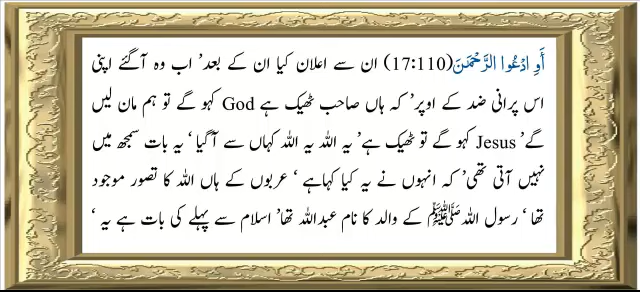 أَوِ ادْعُوا الرَّحْمَٰنَ(17:110) ان سے اعلان کیا ان کے بعد’ اب وہ آگئے اپنی
اس پرانی ضد کے اوپر’ کہ ہاں صاحب ٹھیک ہے God کہو گے تو ہم مان لیں
گے’ Jesus کہو گے تو ٹھیک ہے’ یہ اللہ یہ اللہ کہاں سے آگیا‘ یہ بات سمجھ میں
نہیں آتی تھی’ کہ انہوں نے یہ کیا کہاہے ‘ عربوں کے ہاں اللہ کا تصور موجود
تھا ‘ رسول اللہ ﷺ کے والد کا نام عبداللہ تھا’ اسلام سے پہلے کی بات ہے یہ ‘